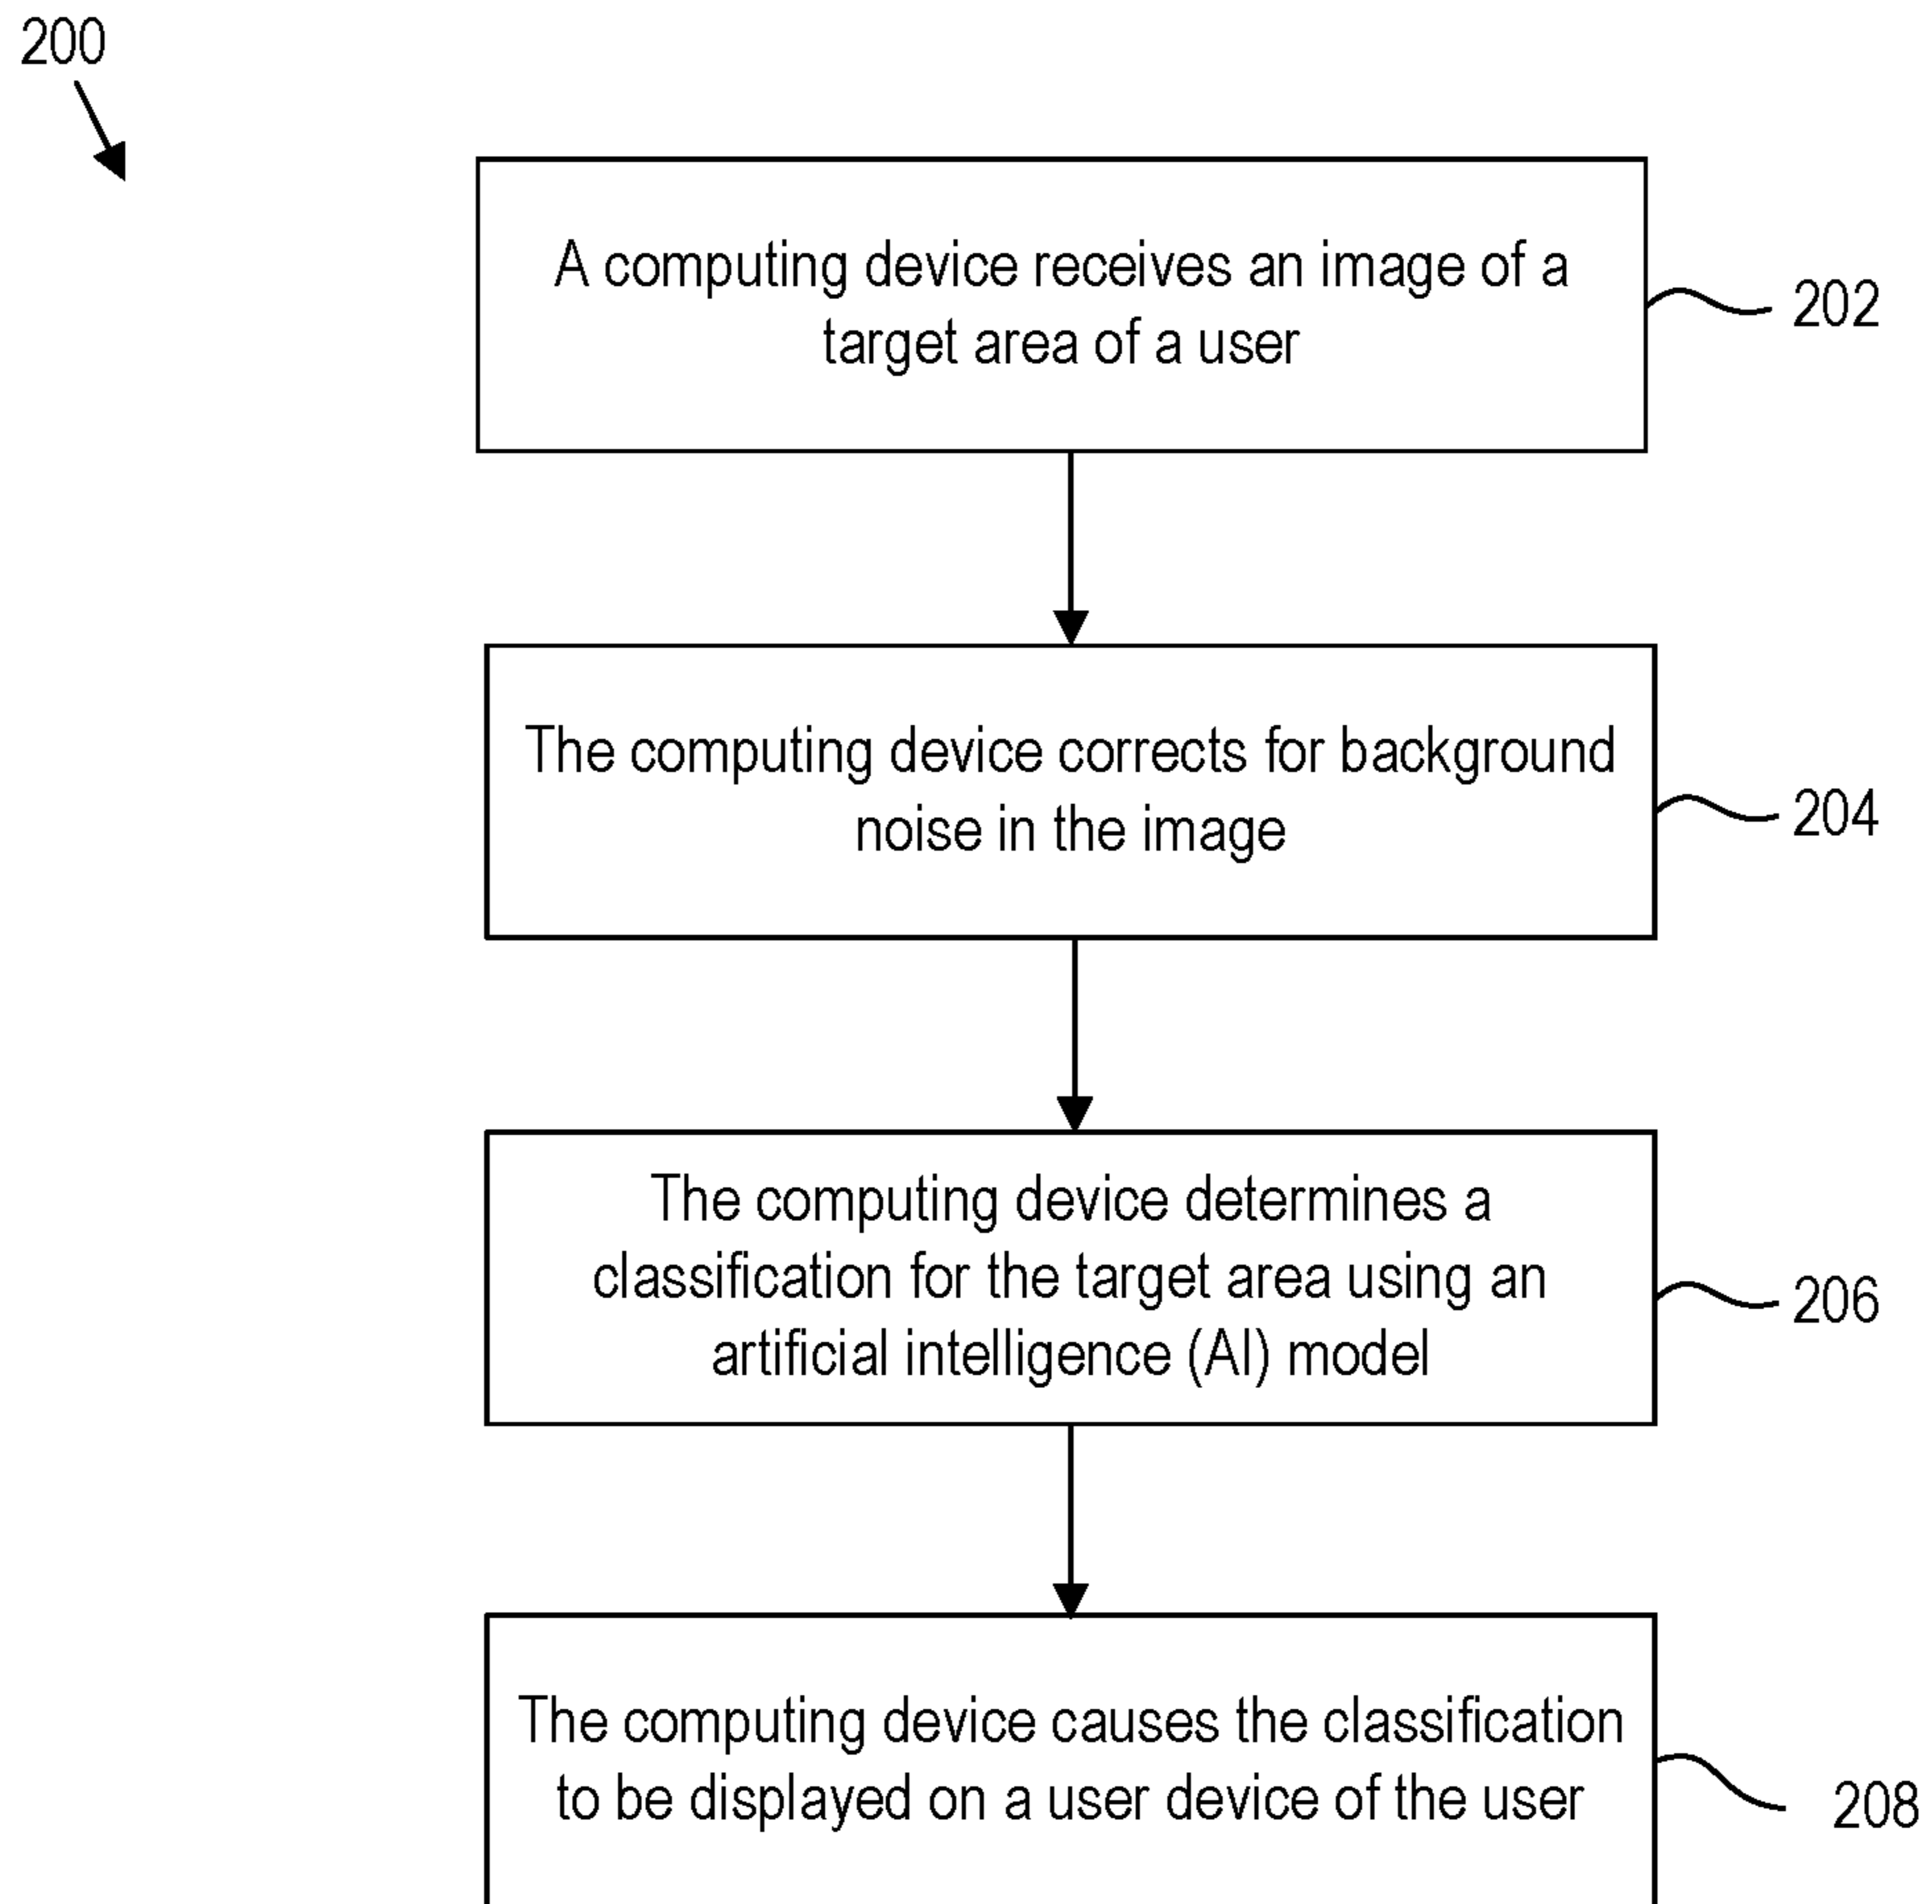 200
A computing device receives an image of a
target area of a user
202
The computing device corrects for background
noise in the image
204
The computing device determines a
classification for the target area using an
artificial intelligence (AI) model
206
The computing device causes the classification
to be displayed on a user device of the user
208